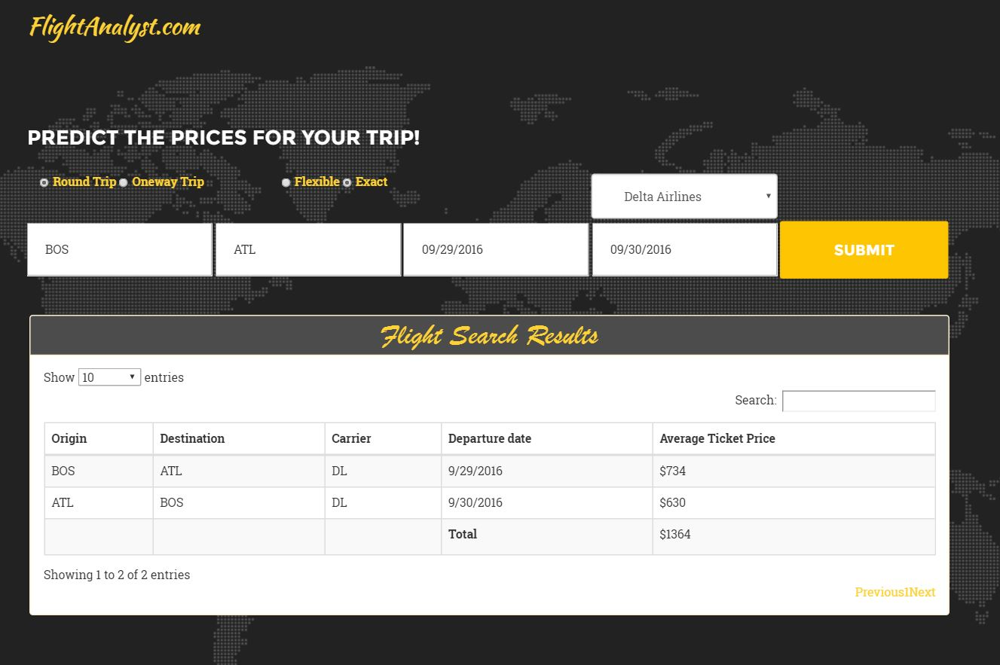 FlightAnalyst.com
PREDICT THE PRICES FOR YOUR TRIP!
Round Trip Oneway Trip Flexible Exact
Delta Airlines
BOS ATL 09/29/2016 09/30/2016 SUBMIT
Flight Search Results
Show 10 entries
Search:
Origin Destination Carrier Departure date Average Ticket Price
BOS ATL DL 9/29/2016 $734
ATL BOS DL 9/30/2016 $630
Total $1364
Showing 1 to 2 of 2 entries
Previous1Next